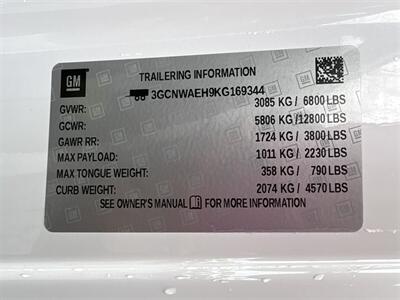 GM
TRAILERING INFORMATION
3GCNWAEH9KG169344
GVWR: 3085 KG / 6800 LBS
GCWR: 5806 KG / 12800 LBS
GAWR RR: 1724 KG / 3800 LBS
MAX PAYLOAD: 1011 KG / 2230 LBS
MAX TONGUE WEIGHT: 358 KG / 790 LBS
CURB WEIGHT: 2074 KG / 4570 LBS
SEE OWNER'S MANUAL FOR MORE INFORMATION